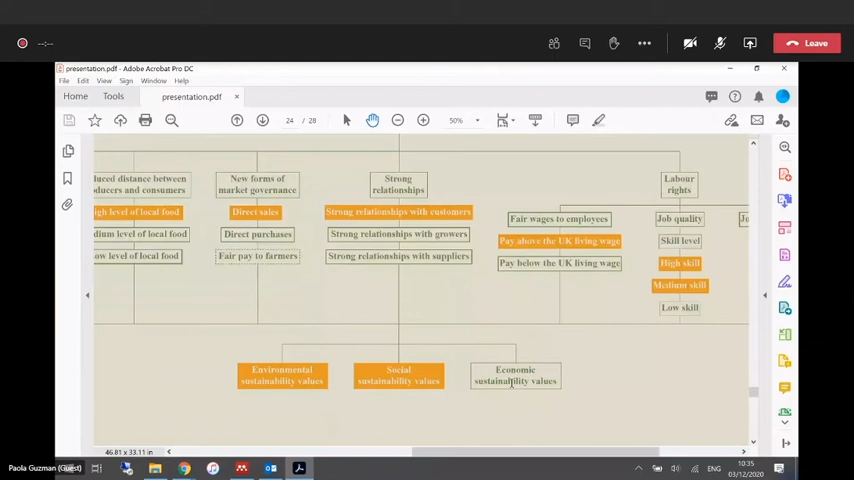 --:--
Leave
presentation.pdf - Adobe Acrobat Pro DC
File Edit View Sign Window Help
Home Tools presentation.pdf ×
24 / 28 50%
duced distance between
oducers and consumers
igh level of local food
dium level of local food
ow level of local food
New forms of
market governance
Direct sales
Direct purchases
Fair pay to farmers
Strong
relationships
Strong relationships with customers
Strong relationships with growers
Strong relationships with suppliers
Fair wages to employees
Pay above the UK living wage
Pay below the UK living wage
Labour
rights
Job quality
Skill level
High skill
Medium skill
Low skill
Jo
Environmental
sustainability values
Social
sustainability values
Economic
sustainability values
46.81 x 33.11 in
Paola Guzman (Guest)
ENG
10:35
03/12/2020